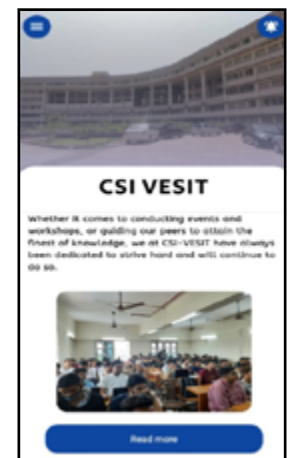 CSI VESIT
Whether it comes to conducting events and
workshops, or guiding our peers to attain the
finest of knowledge, we at CSI-VESIT have always
been dedicated to strive hard and will continue to
do so.
Read more